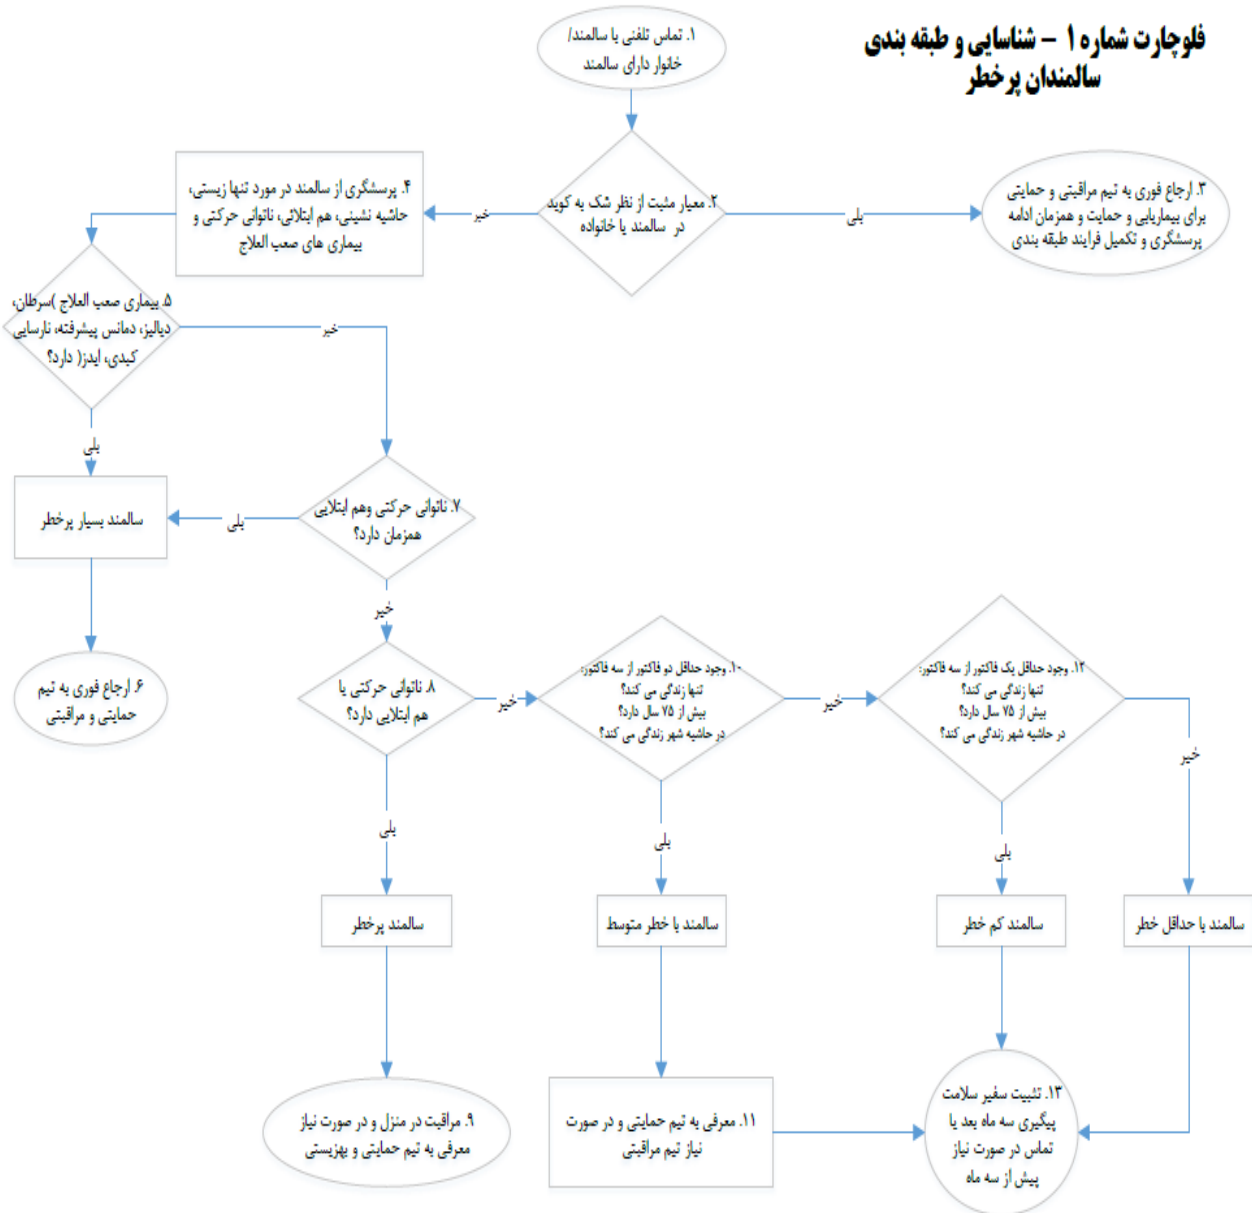 فلوچارت شماره ۱ – شناسایی و طبقه بندی
سالمندان پرخطر
۱. تماس تلفنی با سالمند/
خانوار دارای سالمند
۲. معیار مثبت از نظر شک به کوید
در سالمند یا خانواده
بلی
خیر
۳. ارجاع فوری به تیم مراقبتی و حمایتی
برای بیماریابی و حمایت و همزمان ادامه
پرسشگری و تکمیل فرایند طبقه بندی
۴. پرسشگری از سالمند در مورد تنها زیستی،
حاشیه نشینی، هم ابتلائی، ناتوانی حرکتی و
بیماری های صعب العلاج
۵. بیماری صعب العلاج )سرطان،
دیالیز، دمانس پیشرفته، نارسایی
کبدی، ایدز( دارد؟
خیر
بلی
سالمند بسیار پرخطر
۶. ارجاع فوری به تیم
حمایتی و مراقبتی
۷. ناتوانی حرکتی وهم ابتلایی
همزمان دارد؟
بلی
خیر
۸. ناتوانی حرکتی یا
هم ابتلایی دارد؟
خیر
بلی
سالمند پرخطر
۹. مراقبت در منزل و در صورت نیاز
معرفی به تیم حمایتی و بهزیستی
۱۰. وجود حداقل دو فاکتور از سه فاکتور:
تنها زندگی می کند؟
بیش از ۷۵ سال دارد؟
در حاشیه شهر زندگی می کند؟
خیر
بلی
سالمند با خطر متوسط
۱۱. معرفی به تیم حمایتی و در صورت
نیاز تیم مراقبتی
۱۲. وجود حداقل یک فاکتور از سه فاکتور:
تنها زندگی می کند؟
بیش از ۷۵ سال دارد؟
در حاشیه شهر زندگی می کند؟
خیر
بلی
سالمند کم خطر
سالمند با حداقل خطر
۱۳. تثبیت سفیر سلامت
پیگیری سه ماه بعد یا
تماس در صورت نیاز
پیش از سه ماه